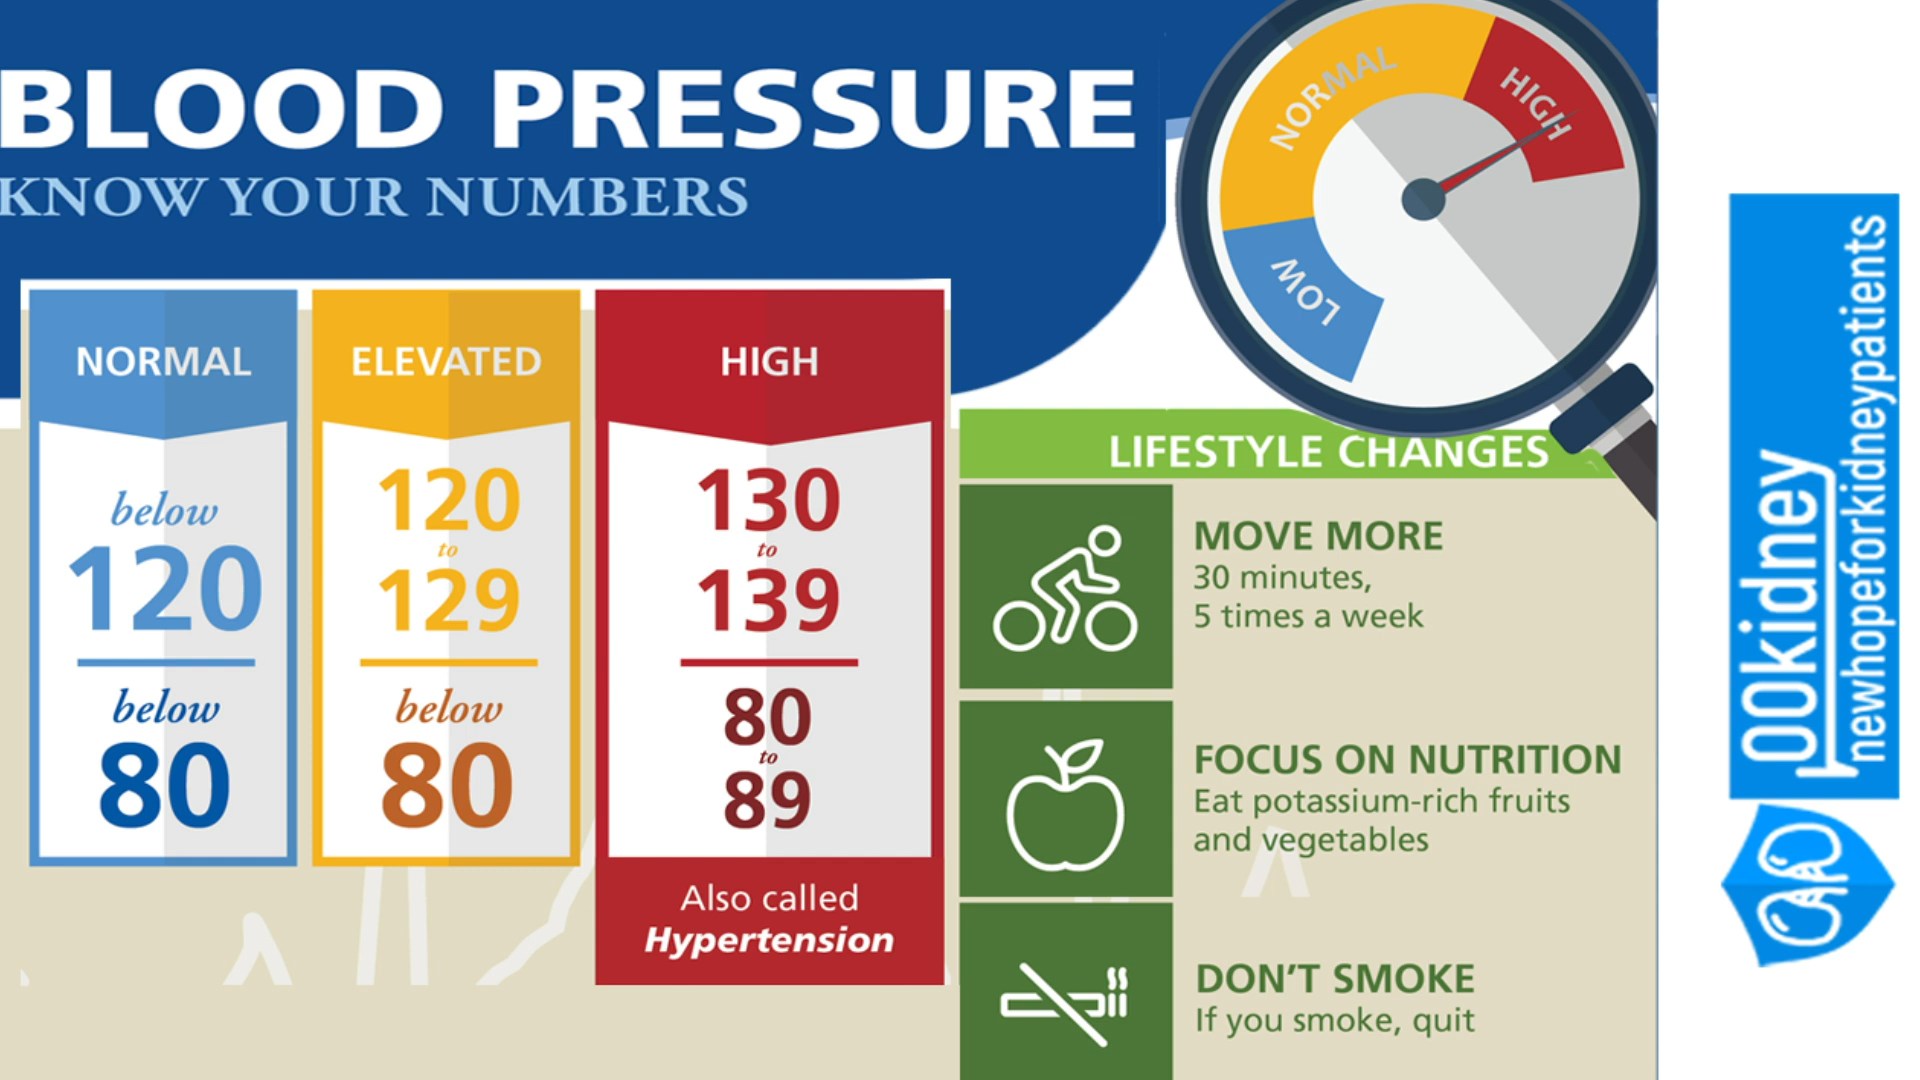 BLOOD PRESSURE
KNOW YOUR NUMBERS
NORMAL
HIGH
LOW
NORMAL
below
120
below
80
ELEVATED
120
to
129
below
80
HIGH
130
to
139
80
to
89
Also called
Hypertension
LIFESTYLE CHANGES
MOVE MORE
30 minutes,
5 times a week
FOCUS ON NUTRITION
Eat potassium-rich fruits
and vegetables
DON'T SMOKE
If you smoke, quit
00kidney
newhopeforkidneypatients